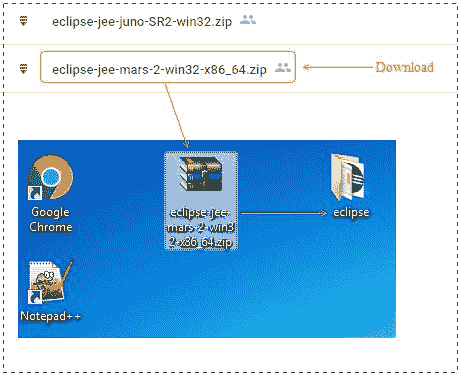 eclipse-jee-juno-SR2-win32.zip
eclipse-jee-mars-2-win32-x86_64.zip
Download
Google
Chrome
eclipse-jee-
mars-2-win3
2-x86_64.zip
eclipse
Notepad++